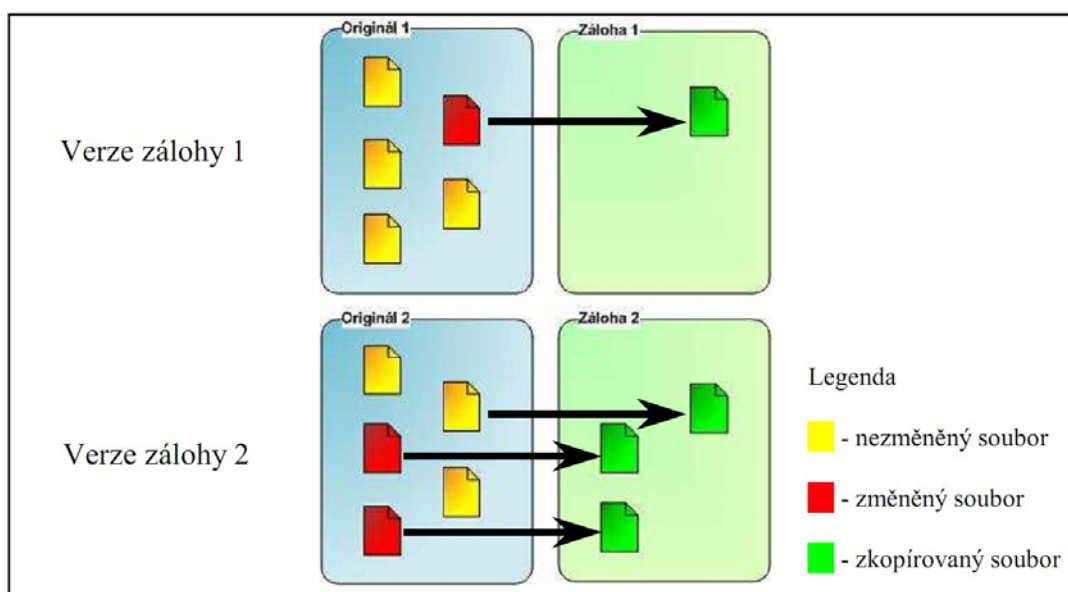 Originál 1
Záloha 1
Verze zálohy 1
Originál 2
Záloha 2
Verze zálohy 2
Legenda
- nezměněný soubor
- změněný soubor
- zkopírovaný soubor